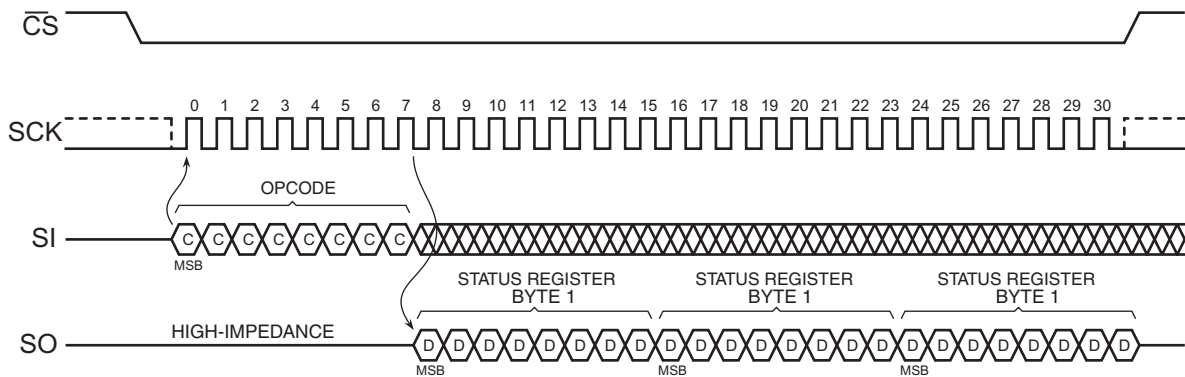 CS
0 1 2 3 4 5 6 7 8 9 10 11 12 13 14 15 16 17 18 19 20 21 22 23 24 25 26 27 28 29 30
SCK
OPCODE
SI C C C C C C C C
MSB
STATUS REGISTER BYTE 1
STATUS REGISTER BYTE 1
STATUS REGISTER BYTE 1
HIGH-IMPEDANCE
SO D D D D D D D D D D D D D D D D D D D D D D D D
MSB MSB MSB